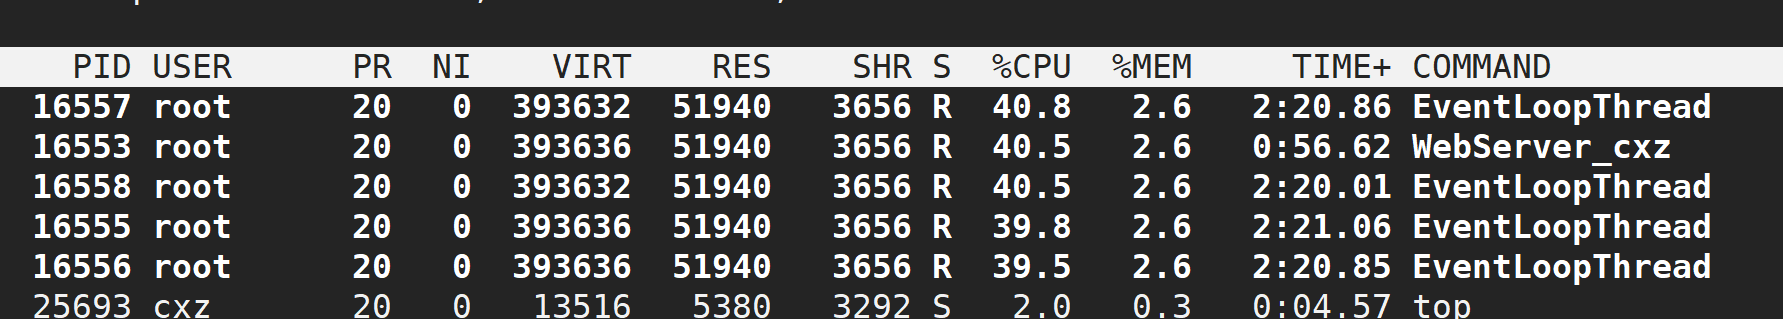 PID USER PR NI VIRT RES SHR S %CPU %MEM TIME+ COMMAND
16557 root 20 0 393632 51940 3656 R 40.8 2.6 2:20.86 EventLoopThread
16553 root 20 0 393636 51940 3656 R 40.5 2.6 0:56.62 WebServer_cxz
16558 root 20 0 393632 51940 3656 R 40.5 2.6 2:20.01 EventLoopThread
16555 root 20 0 393636 51940 3656 R 39.8 2.6 2:21.06 EventLoopThread
16556 root 20 0 393636 51940 3656 R 39.5 2.6 2:20.85 EventLoopThread
25693 cxz 20 0 13516 5380 3292 S 2.0 0.3 0:04.57 top